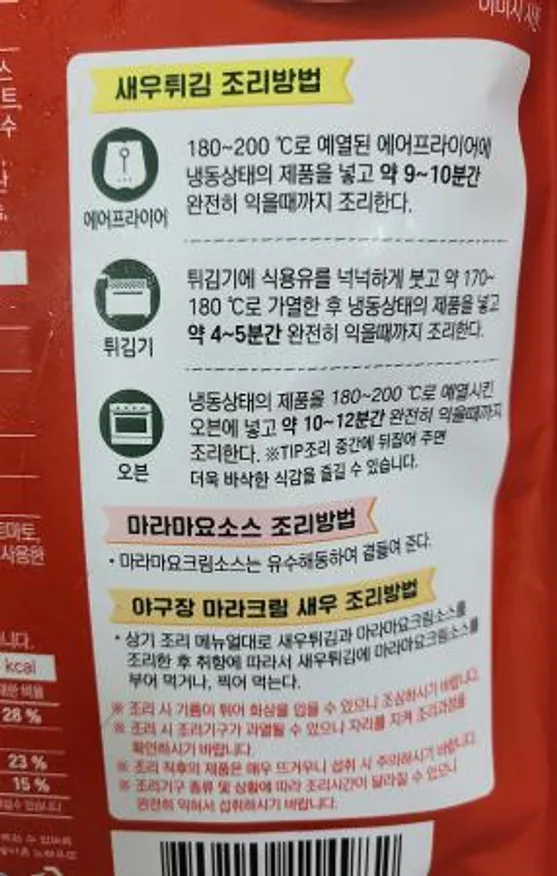 이미지 사진
새우튀김 조리방법
180~200 ℃로 예열된 에어프라이어에
냉동상태의 제품을 넣고 약 9~10분간
완전히 익을때까지 조리한다.
에어프라이어
튀김기에 식용유를 넉넉하게 붓고 약 170~
180 ℃로 가열한 후 냉동상태의 제품을 넣고
약 4~5분간 완전히 익을때까지 조리한다.
튀김기
냉동상태의 제품을 180~200 ℃로 예열시킨
오븐에 넣고 약 10~12분간 완전히 익을때까지
조리한다. ※TIP조리 중간에 뒤집어 주면
더욱 바삭한 식감을 즐길 수 있습니다.
오븐
마라마요소스 조리방법
• 마라마요크림소스는 유수해동하여 곁들여 준다.
야구장 마라크림 새우 조리방법
• 상기 조리 메뉴얼대로 새우튀김과 마라마요크림소스를
조리한 후 취향에 따라서 새우튀김에 마라마요크림소스를
부어 먹거나, 찍어 먹는다.
※ 조리 시 기름이 튀어 화상을 입을 수 있으니 조심하시기 바랍니다.
※ 조리 시 조리기구가 과열될 수 있으니 자리를 지켜 조리과정을
확인하시기 바랍니다.
※ 조리 직후의 제품은 매우 뜨거우니 섭취 시 주의하시기 바랍니다.
※ 조리기구 종류 및 상황에 따라 조리시간이 달라질 수 있으니
완전히 익혀서 섭취하시기 바랍니다.
스
트,
수
토마토,
사용한
니다.
kcal
대한 비율
28 %
23 %
15 %